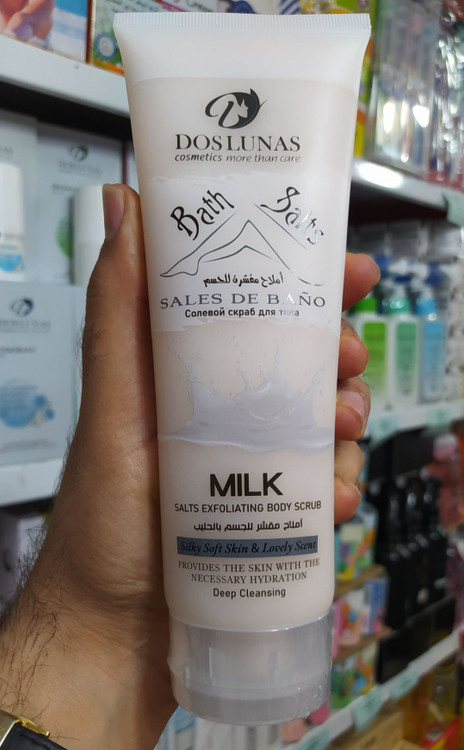 DOS LUNAS
cosmetics more than care
Bath Salts
أملاح مقشرة للجسم
SALES DE BAÑO
Солевой скраб для тела
MILK
SALTS EXFOLIATING BODY SCRUB
أملاح مقشر للجسم بالحليب
Silky Soft Skin & Lovely Scent
PROVIDES THE SKIN WITH THE
NECESSARY HYDRATION
Deep Cleansing
DOSLUNAS
DOSLUNAS